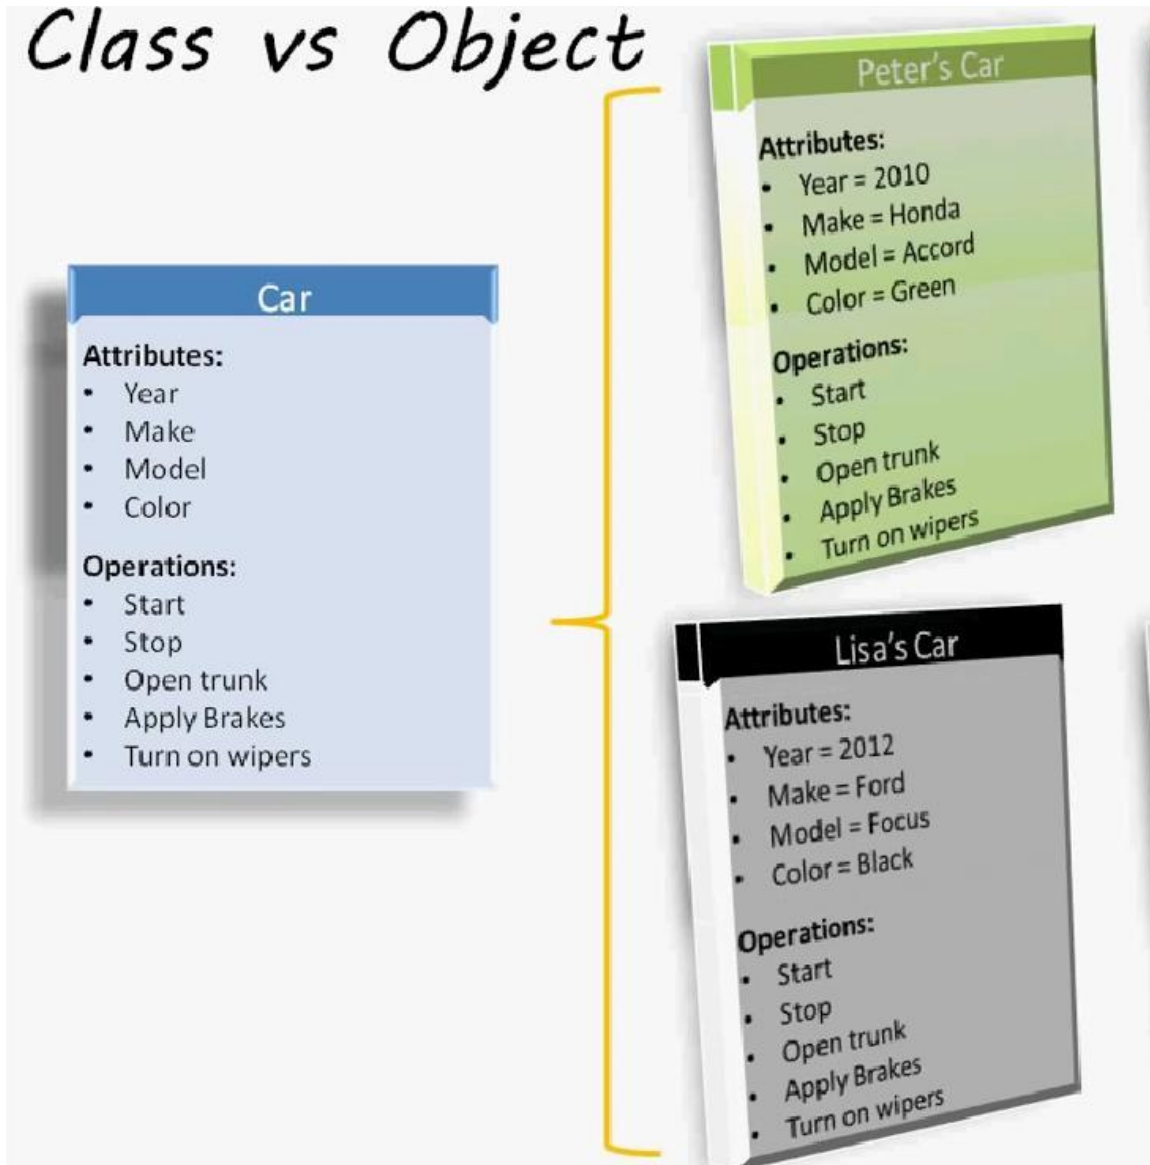 Class vs Object
Car
Attributes:
• Year
• Make
• Model
• Color
Operations:
• Start
• Stop
• Open trunk
• Apply Brakes
• Turn on wipers
Peter's Car
Attributes:
• Year = 2010
• Make = Honda
• Model = Accord
• Color = Green
Operations:
• Start
• Stop
• Open trunk
• Apply Brakes
• Turn on wipers
Lisa's Car
Attributes:
• Year = 2012
• Make = Ford
• Model = Focus
• Color = Black
Operations:
• Start
• Stop
• Open trunk
• Apply Brakes
• Turn on wipers